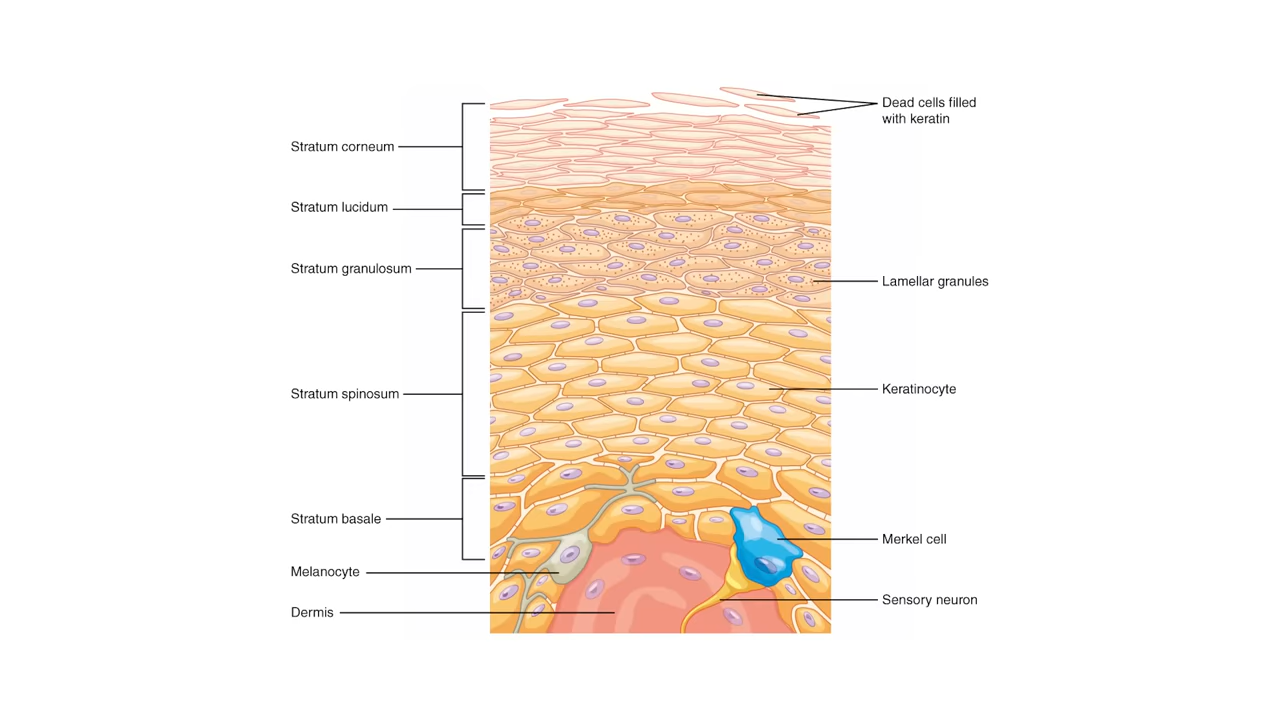 Stratum corneum
Stratum lucidum
Stratum granulosum
Stratum spinosum
Stratum basale
Melanocyte
Dermis
Dead cells filled
with keratin
Lamellar granules
Keratinocyte
Merkel cell
Sensory neuron